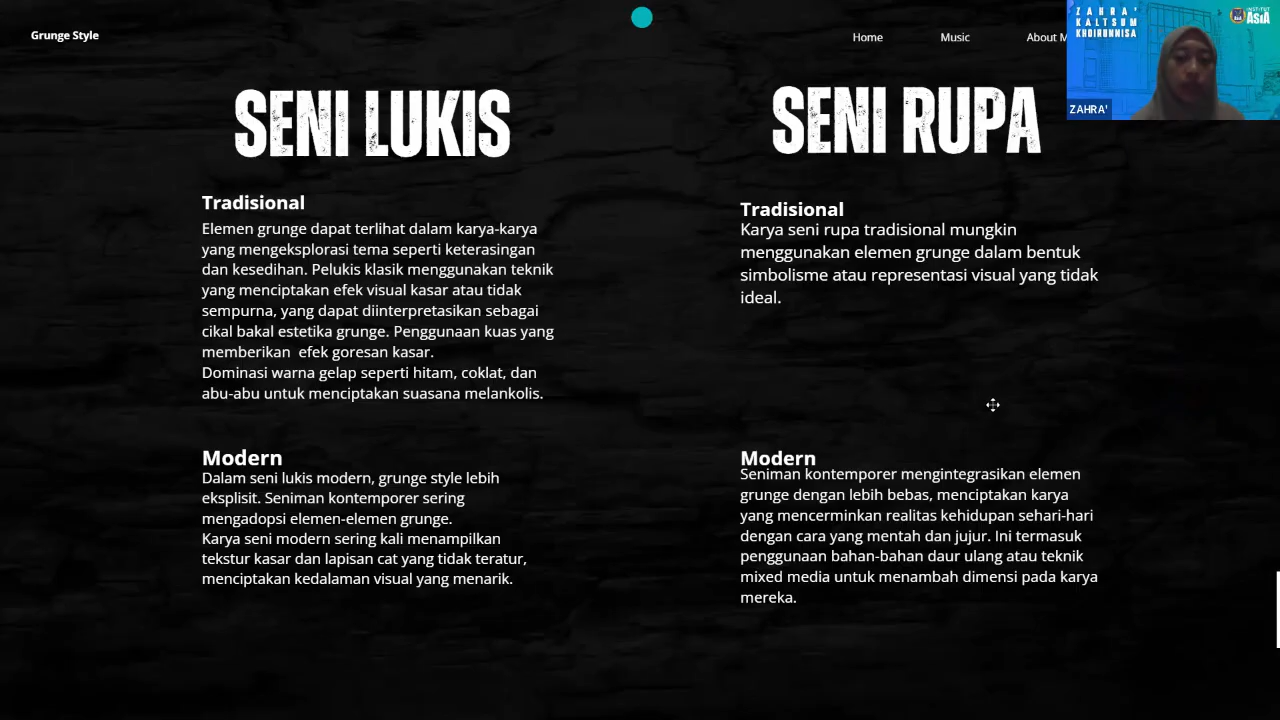 Grunge Style
Home
Music
About M
ZAHRA'
KALTSUM
KHOIRUNNISA
INSTITUT
ASIA
ZAHRA'
SENI LUKIS
Tradisional
Elemen grunge dapat terlihat dalam karya-karya
yang mengeksplorasi tema seperti keterasingan
dan kesedihan. Pelukis klasik menggunakan teknik
yang menciptakan efek visual kasar atau tidak
sempurna, yang dapat diinterpretasikan sebagai
cikal bakal estetika grunge. Penggunaan kuas yang
memberikan  efek goresan kasar.
Dominasi warna gelap seperti hitam, coklat, dan
abu-abu untuk menciptakan suasana melankolis.
Modern
Dalam seni lukis modern, grunge style lebih
eksplisit. Seniman kontemporer sering
mengadopsi elemen-elemen grunge.
Karya seni modern sering kali menampilkan
tekstur kasar dan lapisan cat yang tidak teratur,
menciptakan kedalaman visual yang menarik.
SENI RUPA
Tradisional
Karya seni rupa tradisional mungkin
menggunakan elemen grunge dalam bentuk
simbolisme atau representasi visual yang tidak
ideal.
Modern
Seniman kontemporer mengintegrasikan elemen
grunge dengan lebih bebas, menciptakan karya
yang mencerminkan realitas kehidupan sehari-hari
dengan cara yang mentah dan jujur. Ini termasuk
penggunaan bahan-bahan daur ulang atau teknik
mixed media untuk menambah dimensi pada karya
mereka.